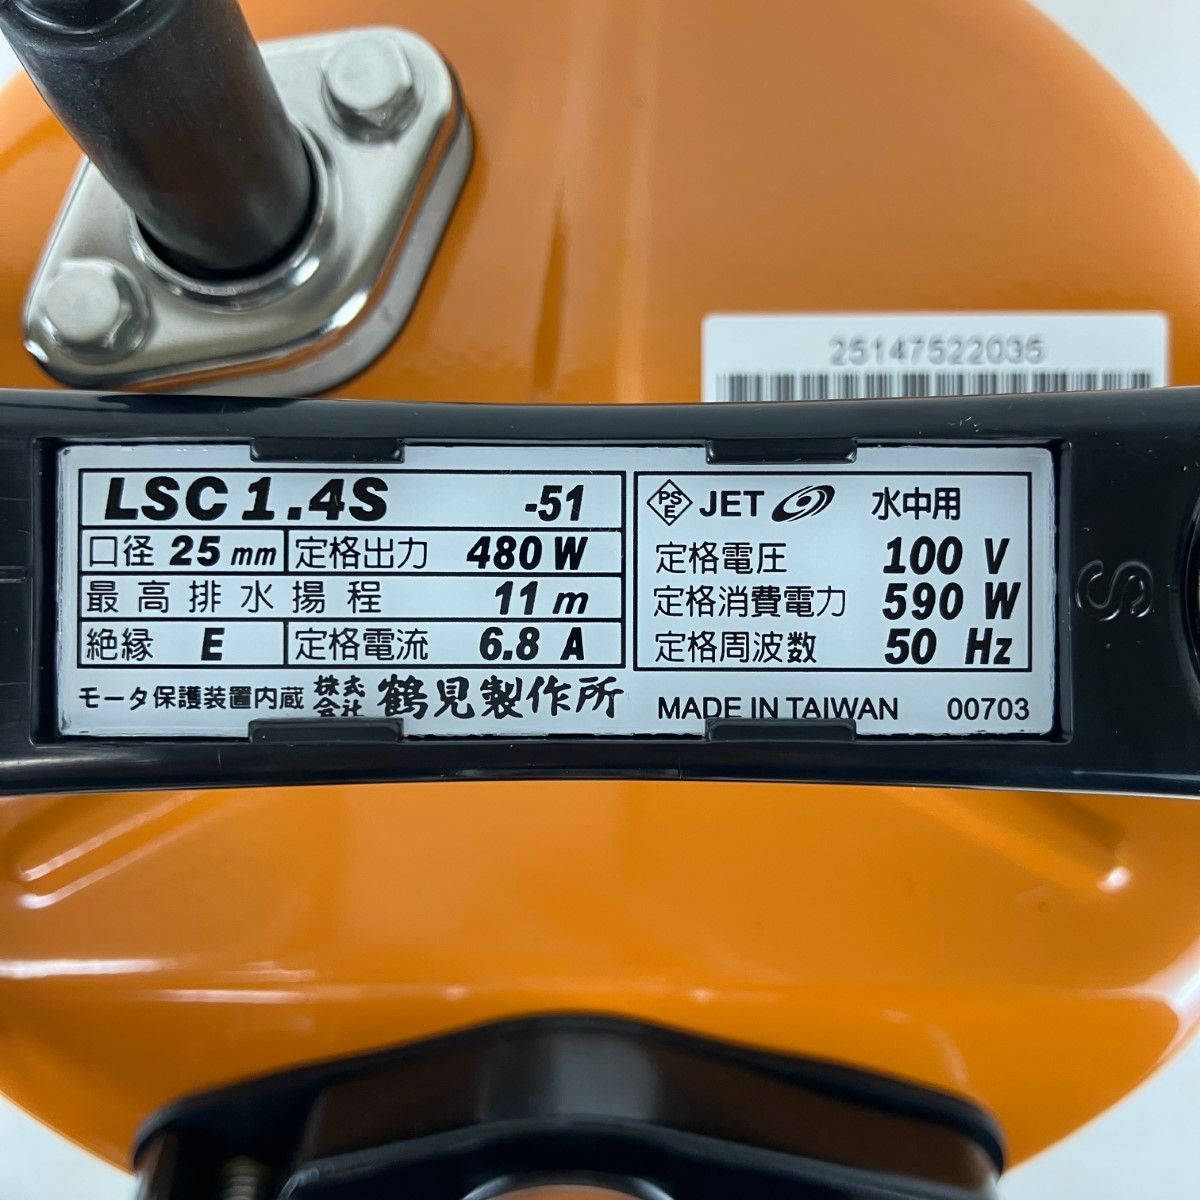 25147522035
LSC1.4S -51
口径 25 mm 定格出力 480 W
最高排水揚程 11 m
絶縁 E 定格電流 6.8 A
モータ保護装置内蔵 株式会社 鶴見製作所
PSE JET 水中用
定格電圧 100 V
定格消費電力 590 W
定格周波数 50 Hz
MADE IN TAIWAN 00703
S